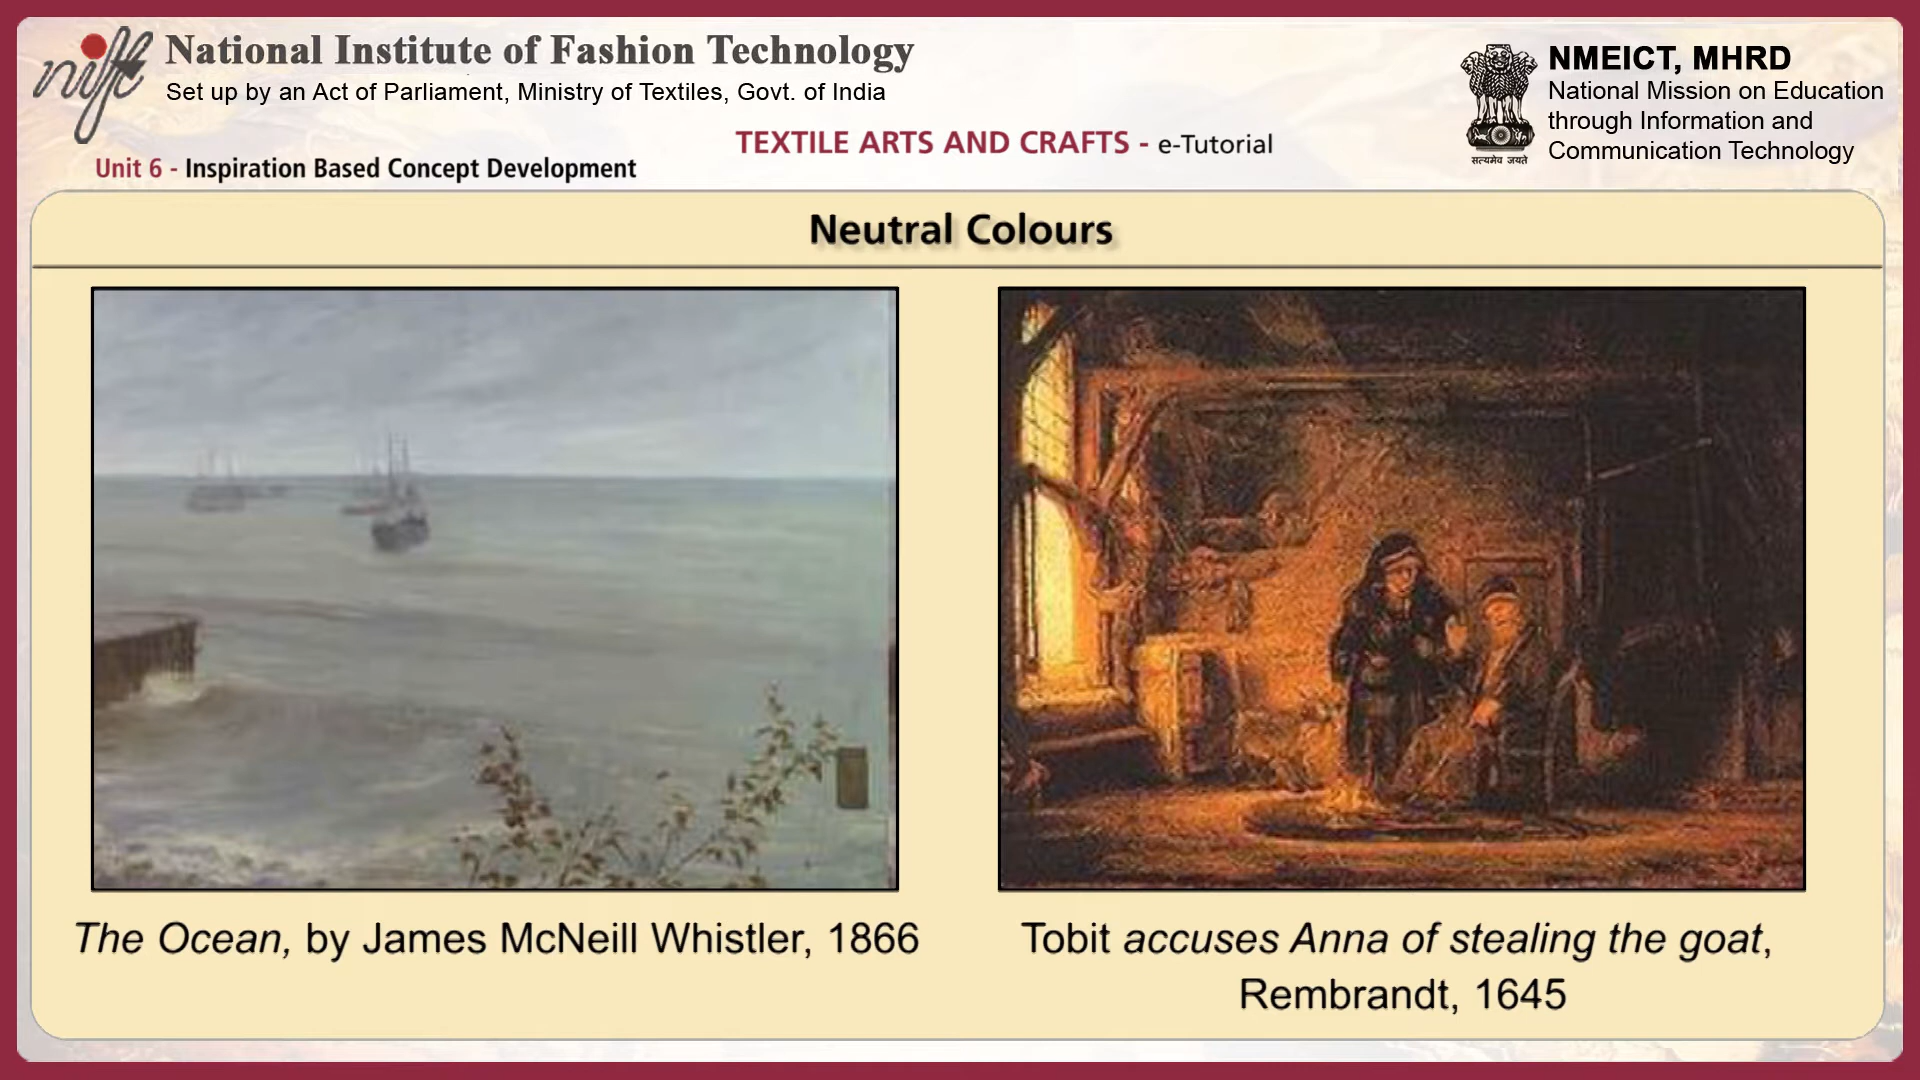 nift
National Institute of Fashion Technology
Set up by an Act of Parliament, Ministry of Textiles, Govt. of India
TEXTILE ARTS AND CRAFTS - e-Tutorial
Unit 6 - Inspiration Based Concept Development
सत्यमेव जयते
NMEICT, MHRD
National Mission on Education
through Information and
Communication Technology
Neutral Colours
The Ocean, by James McNeill Whistler, 1866
Tobit accuses Anna of stealing the goat,
Rembrandt, 1645